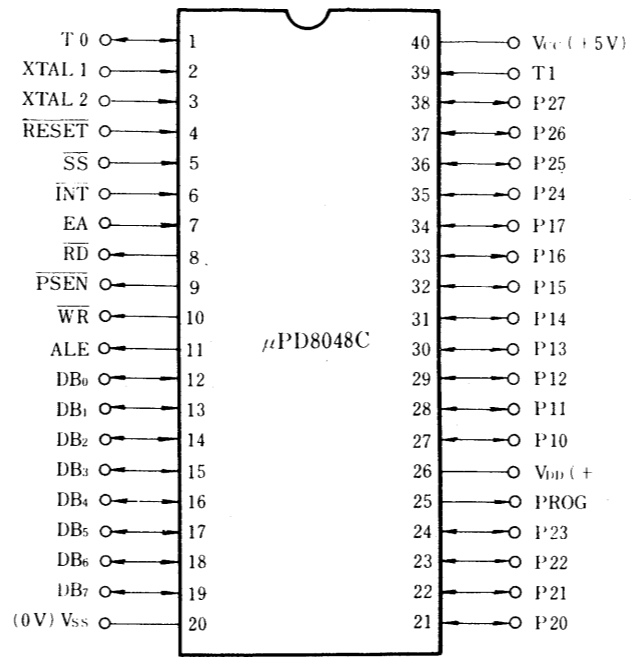 T0 1 40 Vcc (+5V)
XTAL 1 2 39 T1
XTAL 2 3 38 P27
RESET 4 37 P26
SS 5 36 P25
INT 6 35 P24
EA 7 34 P17
RD 8 33 P16
PSEN 9 32 P15
WR 10 31 P14
ALE 11 30 P13
μPD8048C
DB0 12 29 P12
DB1 13 28 P11
DB2 14 27 P10
DB3 15 26 VDD (+
DB4 16 25 PROG
DB5 17 24 P23
DB6 18 23 P22
DB7 19 22 P21
(0V) Vss 20 21 P20